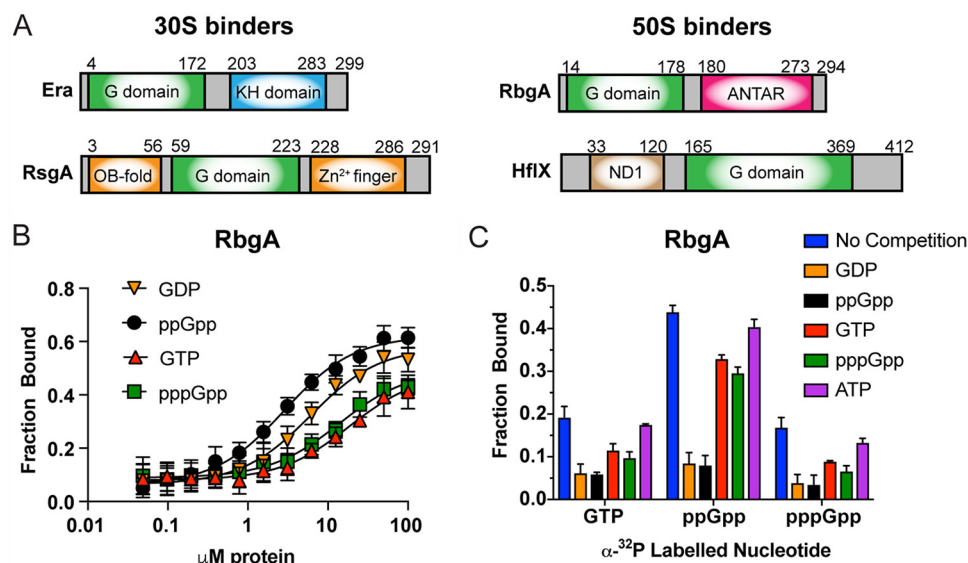 A
30S binders
50S binders
4 172 203 283 299
Era G domain KH domain
14 178 180 273 294
RbgA G domain ANTAR
3 56 59 223 228 286 291
RsgA OB-fold G domain Zn²⁺ finger
33 120 165 369 412
HflX ND1 G domain
B
RbgA
GDP
ppGpp
GTP
pppGpp
Fraction Bound
0.8
0.6
0.4
0.2
0.0
0.01 0.1 1 10 100
μM protein
C
RbgA
No Competition
GDP
ppGpp
GTP
pppGpp
ATP
Fraction Bound
0.5
0.4
0.3
0.2
0.1
0.0
GTP ppGpp pppGpp
α-³²P Labelled Nucleotide